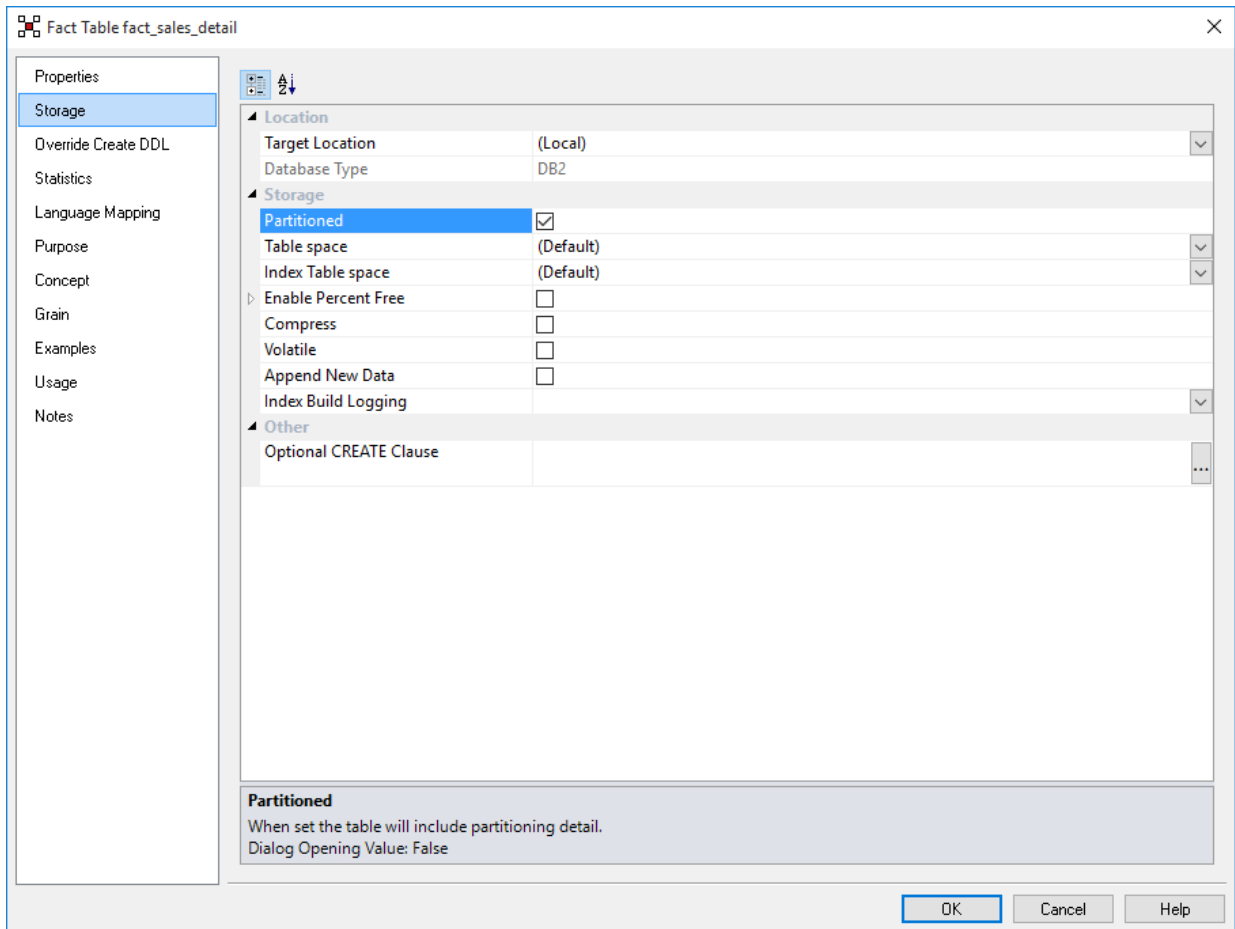 Fact Table fact_sales_detail
Properties
Storage
Override Create DDL
Statistics
Language Mapping
Purpose
Concept
Grain
Examples
Usage
Notes
Location
Target Location (Local)
Database Type DB2
Storage
Partitioned
Table space (Default)
Index Table space (Default)
Enable Percent Free
Compress
Volatile
Append New Data
Index Build Logging
Other
Optional CREATE Clause ...
Partitioned
When set the table will include partitioning detail.
Dialog Opening Value: False
OK Cancel Help